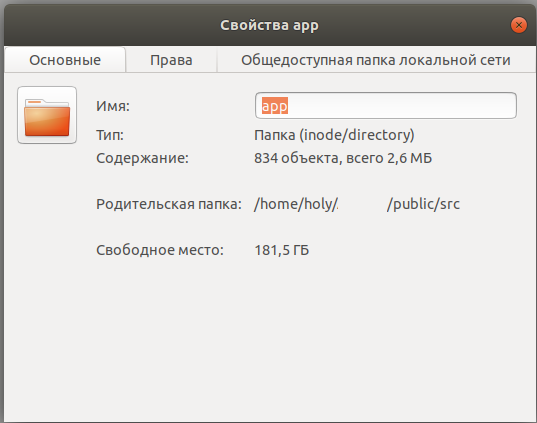 Свойства app
Основные Права Общедоступная папка локальной сети
Имя: app
Тип: Папка (inode/directory)
Содержание: 834 объекта, всего 2,6 МБ
Родительская папка: /home/holy/. /public/src
Свободное место: 181,5 ГБ